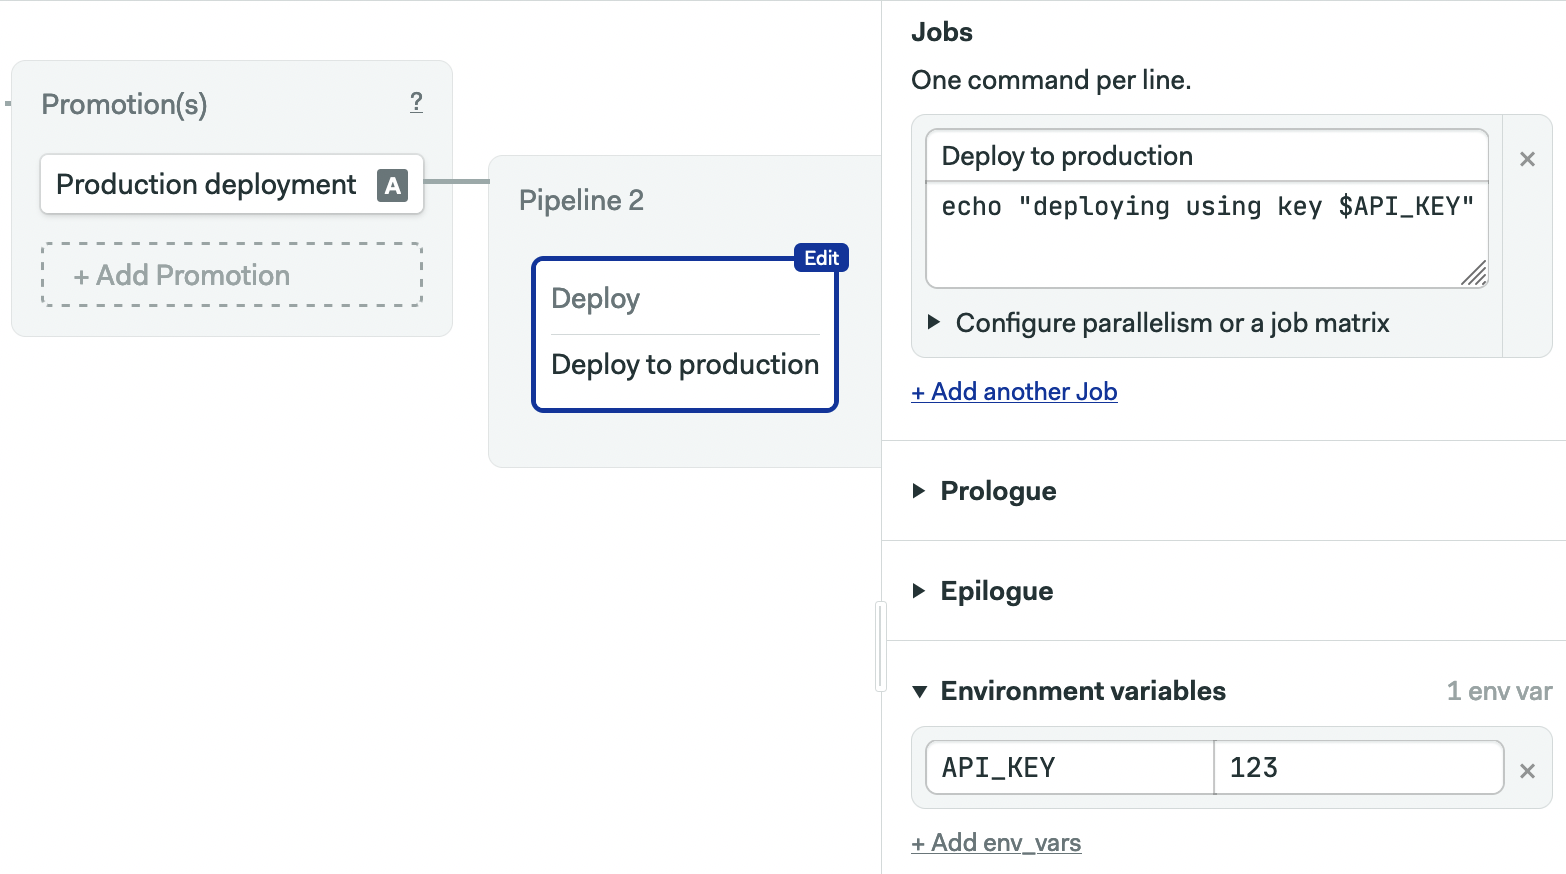 Promotion(s)
?
Production deployment A
+ Add Promotion
Pipeline 2
Edit
Deploy
Deploy to production
Jobs
One command per line.
Deploy to production
×
echo "deploying using key $API_KEY"
Configure parallelism or a job matrix
+ Add another Job
Prologue
Epilogue
Environment variables
1 env var
API_KEY
123
×
+ Add env_vars